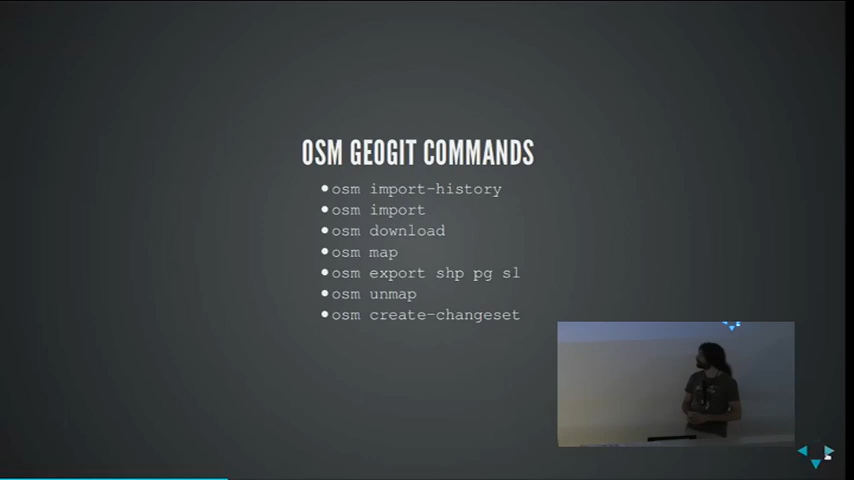 OSM GEOGIT COMMANDS
osm import-history
osm import
osm download
osm map
osm export shp pg sl
osm unmap
osm create-changeset